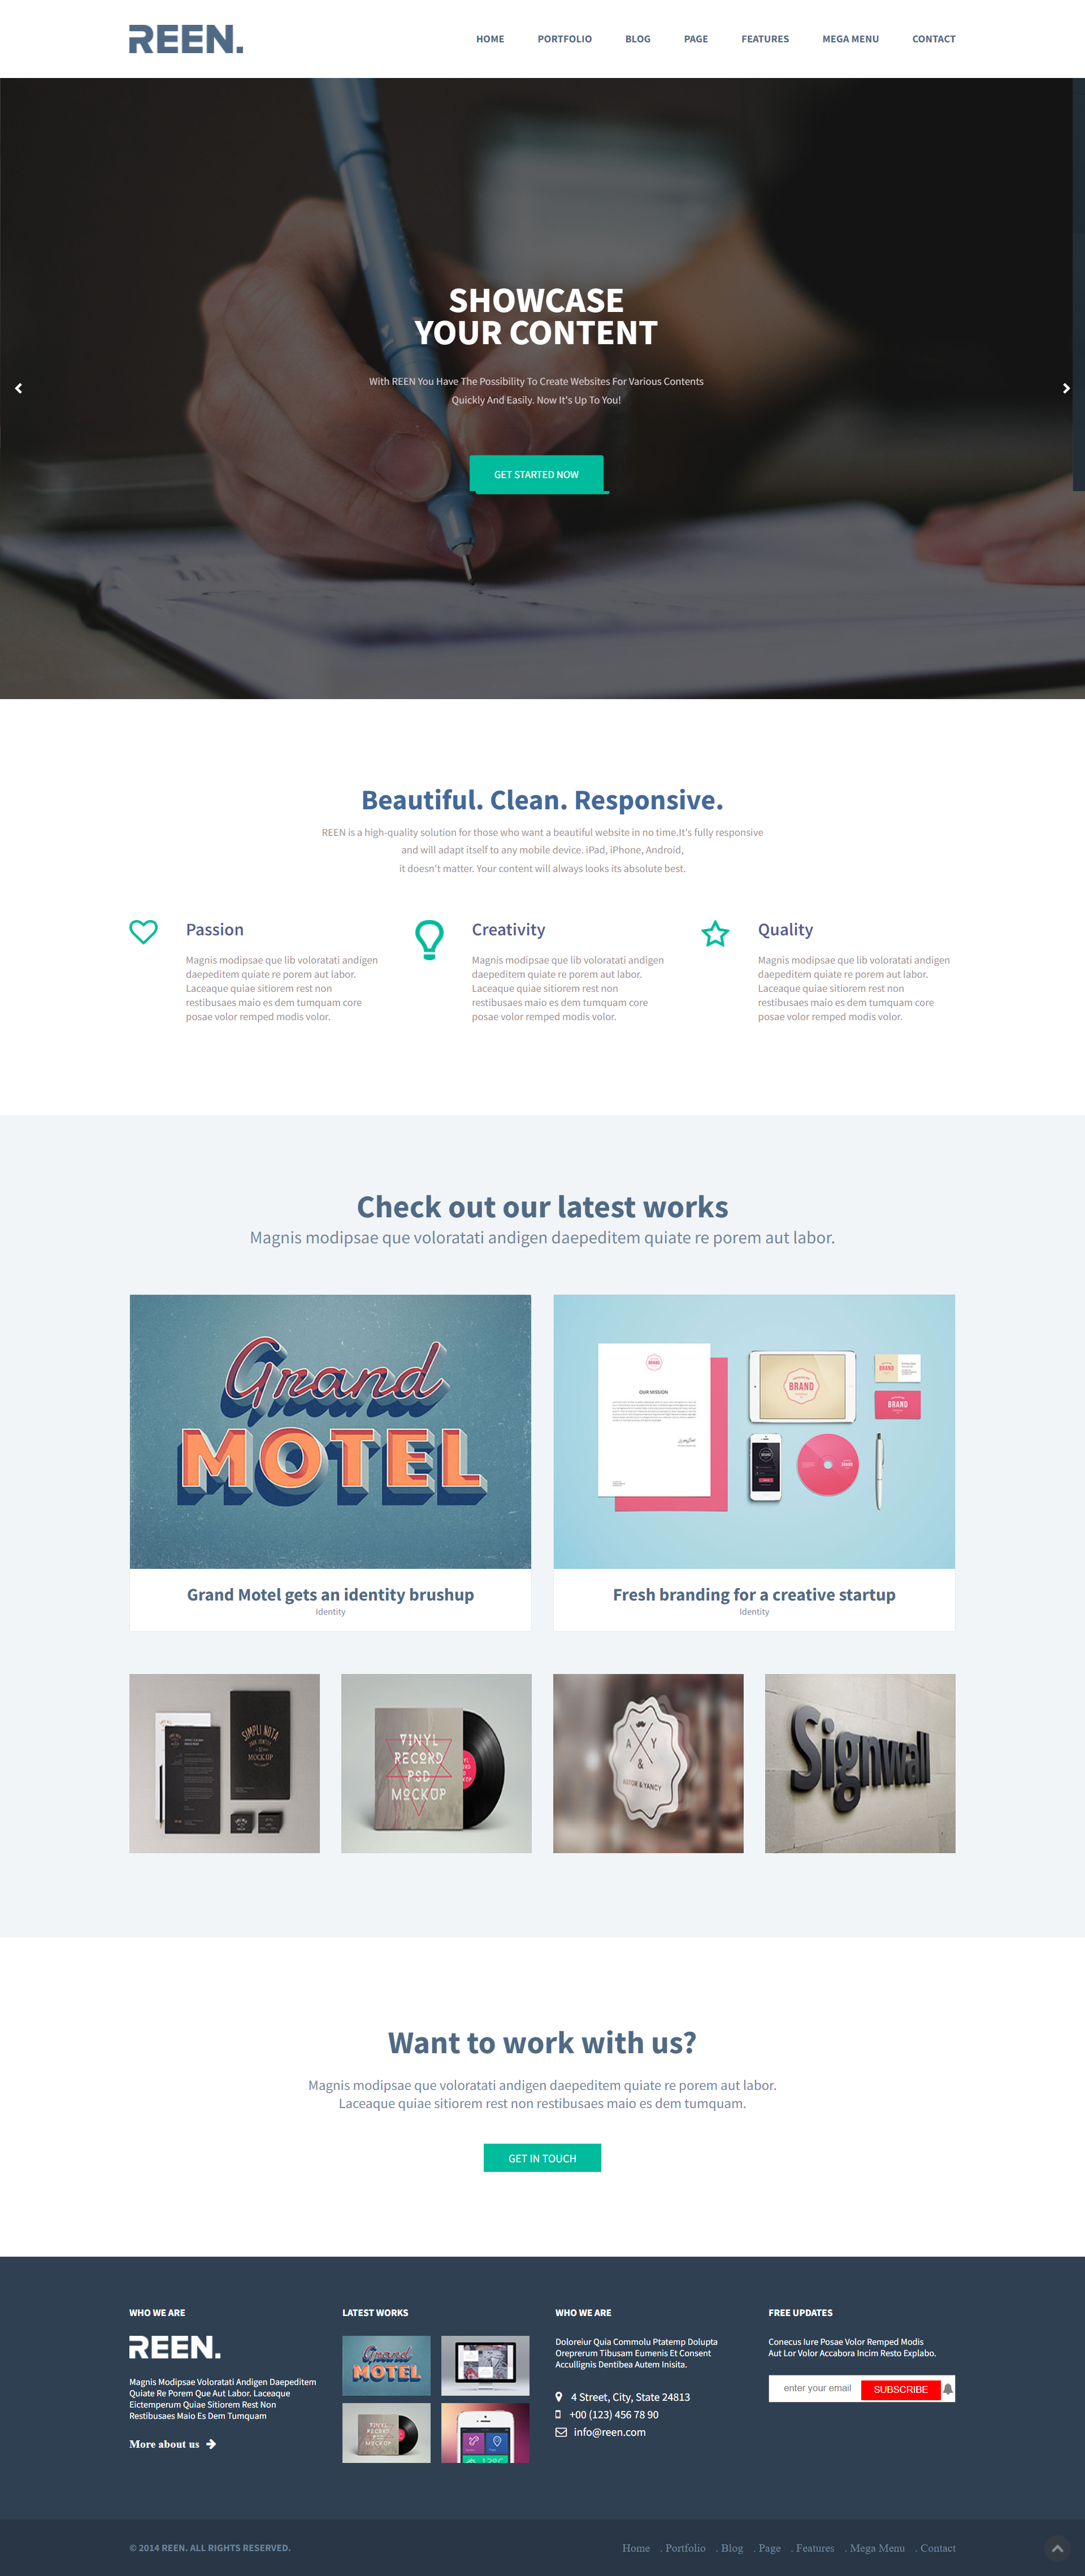 REEN.
HOME PORTFOLIO BLOG PAGE FEATURES MEGA MENU CONTACT
SHOWCASE
YOUR CONTENT
With REEN You Have The Possibility To Create Websites For Various Contents
Quickly And Easily. Now It's Up To You!
GET STARTED NOW
Beautiful. Clean. Responsive.
REEN is a high-quality solution for those who want a beautiful website in no time.It's fully responsive
and will adapt itself to any mobile device. iPad, iPhone, Android,
it doesn't matter. Your content will always looks its absolute best.
Passion
Magnis modipsae que lib voloratati andigen
daepeditem quiate re porem aut labor.
Laceaque quiae sitiorem rest non
restibusaes maio es dem tumquam core
posae volor remped modis volor.
Creativity
Magnis modipsae que lib voloratati andigen
daepeditem quiate re porem aut labor.
Laceaque quiae sitiorem rest non
restibusaes maio es dem tumquam core
posae volor remped modis volor.
Quality
Magnis modipsae que lib voloratati andigen
daepeditem quiate re porem aut labor.
Laceaque quiae sitiorem rest non
restibusaes maio es dem tumquam core
posae volor remped modis volor.
Check out our latest works
Magnis modipsae que voloratati andigen daepeditem quiate re porem aut labor.
Grand
MOTEL
Grand Motel gets an identity brushup
Identity
BRAND
OUR MISSION
BRAND
BRAND
BRAND
BRAND
Fresh branding for a creative startup
Identity
SIMPLI NOTA
MOCKUP
VINYL
RECORD
PSD
MOCKUP
A Y
&
ASTOR & YANCY
Signwall
Want to work with us?
Magnis modipsae que voloratati andigen daepeditem quiate re porem aut labor.
Laceaque quiae sitiorem rest non restibusaes maio es dem tumquam.
GET IN TOUCH
WHO WE ARE
REEN.
Magnis Modipsae Voloratati Andigen Daepeditem
Quiate Re Porem Que Aut Labor. Laceaque
Eictemperum Quiae Sitiorem Rest Non
Restibusaes Maio Es Dem Tumquam
More about us
LATEST WORKS
Grand
MOTEL
VINYL
RECORD
PSD
MOCKUP
WHO WE ARE
Doloreiur Quia Commolu Ptatemp Dolupta
Oreprerum Tibusam Eumenis Et Consent
Accullignis Dentibea Autem Inisita.
4 Street, City, State 24813
+00 (123) 456 78 90
info@reen.com
FREE UPDATES
Conecus Iure Posae Volor Remped Modis
Aut Lor Volor Accabora Incim Resto Explabo.
enter your email SUBSCRIBE
© 2014 REEN. ALL RIGHTS RESERVED.
Home . Portfolio . Blog . Page . Features . Mega Menu . Contact